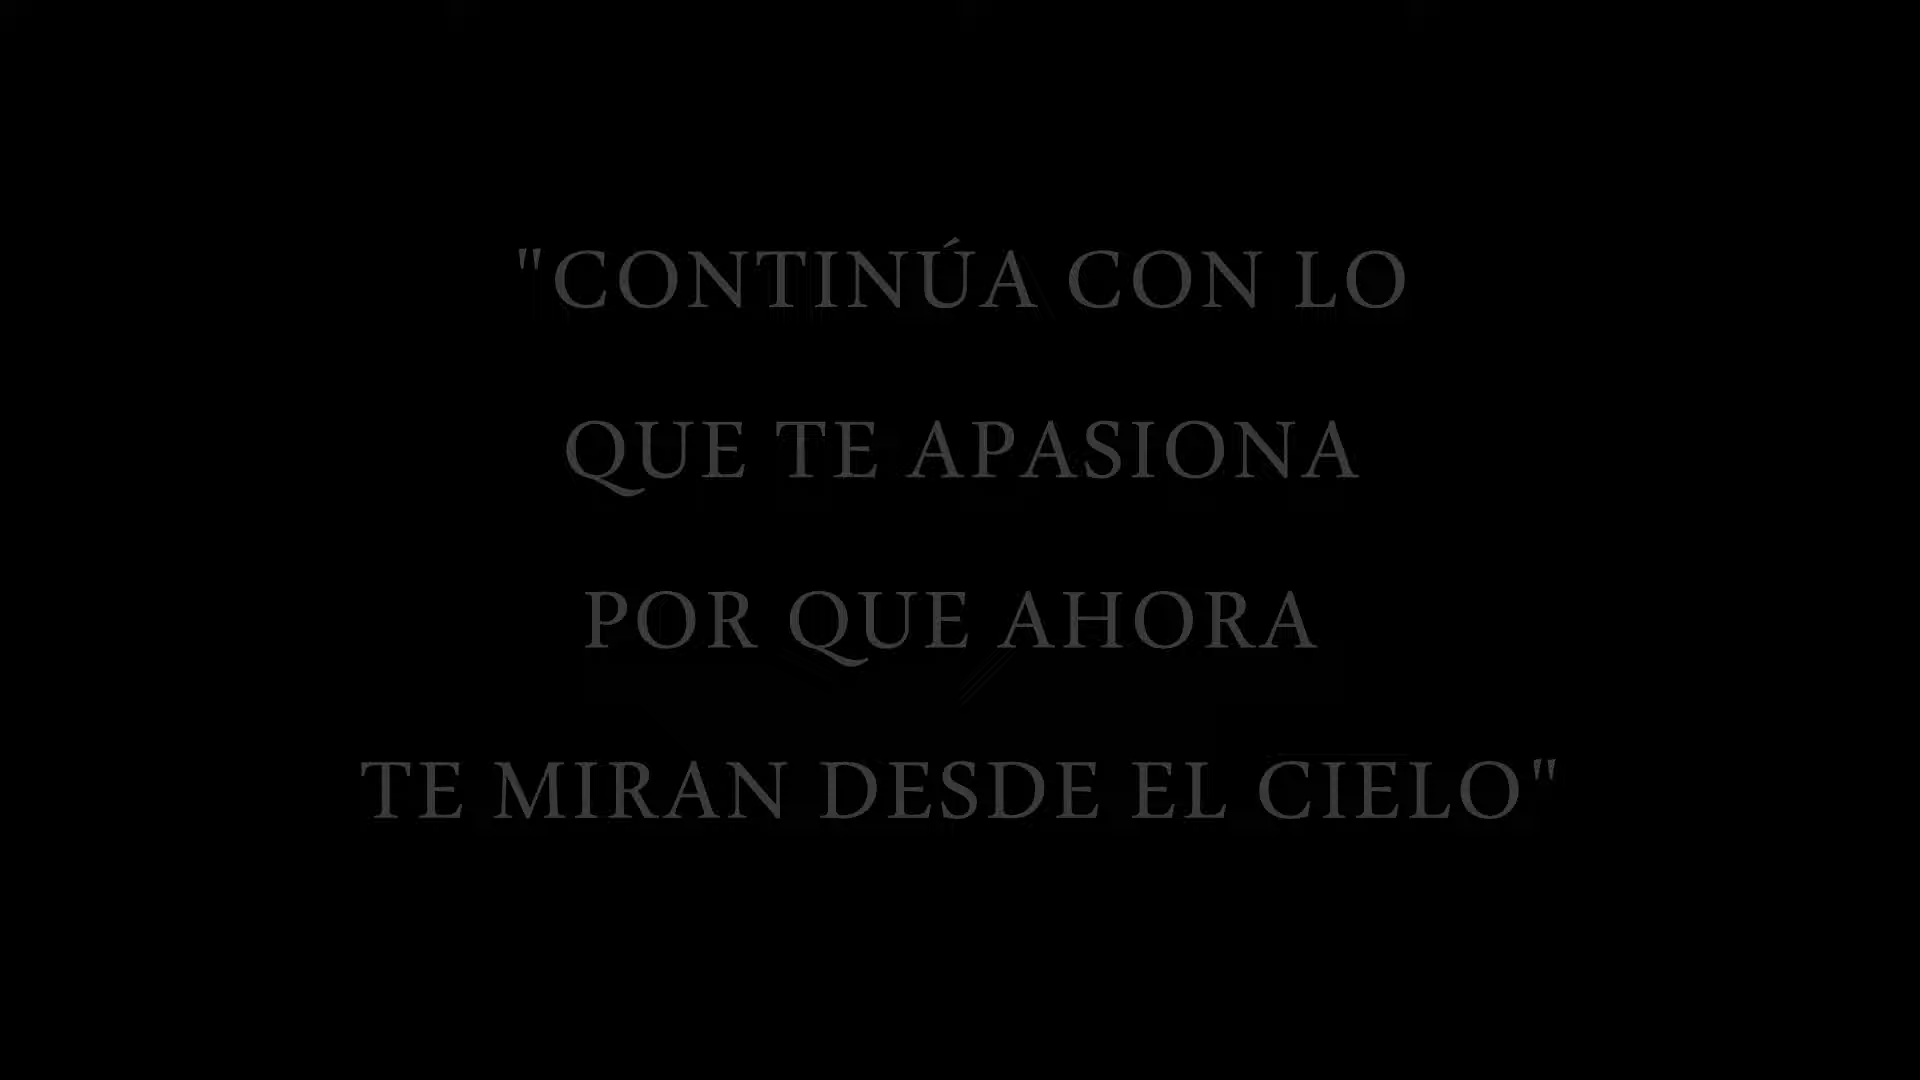 "CONTINÚA CON LO
QUE TE APASIONA
POR QUE AHORA
TE MIRAN DESDE EL CIELO"